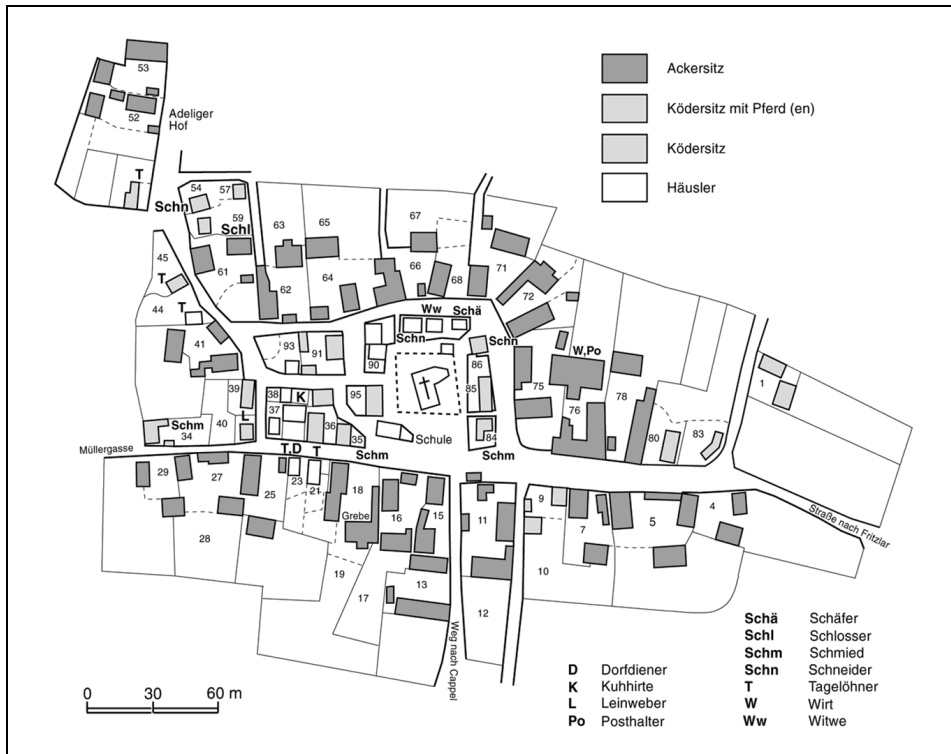 53
52
Adeliger
Hof
T
Ackersitz
Ködersitz mit Pferd (en)
Ködersitz
Häusler
Schn
54
57
59
Schl
61
62
63
65
64
67
66
68
71
72
45
T
44
T
41
93
91
90
Schn
Ww
Schä
Schn
86
85
84
Schm
75
W,Po
76
78
80
83
1
39
L
40
Schm
34
38
K
37
36
35
Schm
95
Schule
Müllergasse
29
27
28
25
T,D
23
T
21
18
Grebe
19
17
16
15
13
11
12
9
10
7
5
4
Straße nach Fritzlar
Weg nach Cappel
0 30 60 m
D Dorfdiener
K Kuhhirte
L Leinweber
Po Posthalter
Schä Schäfer
Schl Schlosser
Schm Schmied
Schn Schneider
T Tagelöhner
W Wirt
Ww Witwe